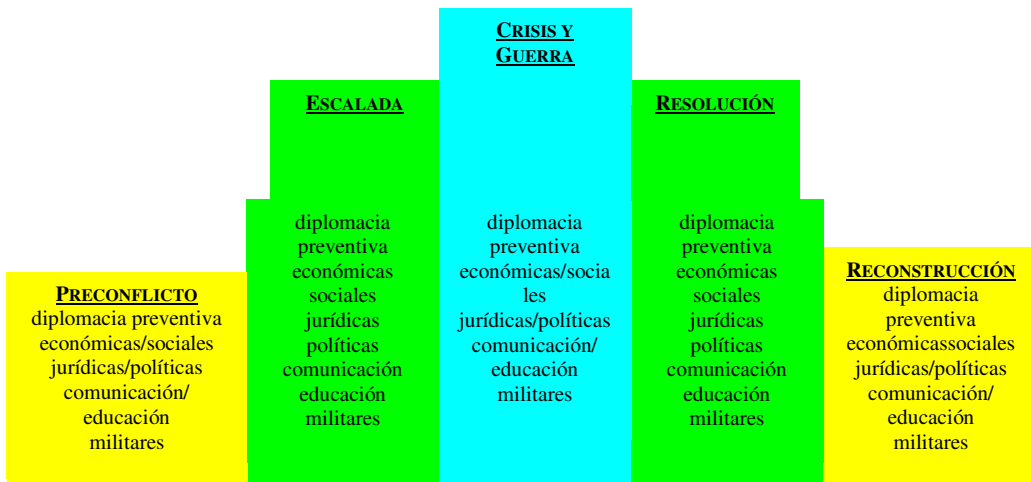 PRECONFLICTO
diplomacia preventiva
económicas/sociales
jurídicas/políticas
comunicación/
educación
militares
ESCALADA
diplomacia
preventiva
económicas
sociales
jurídicas
políticas
comunicación
educación
militares
CRISIS Y
GUERRA
diplomacia
preventiva
económicas/socia
les
jurídicas/políticas
comunicación/
educación
militares
RESOLUCIÓN
diplomacia
preventiva
económicas
sociales
jurídicas
políticas
comunicación
educación
militares
RECONSTRUCCIÓN
diplomacia
preventiva
económicassociales
jurídicas/políticas
comunicación/
educación
militares